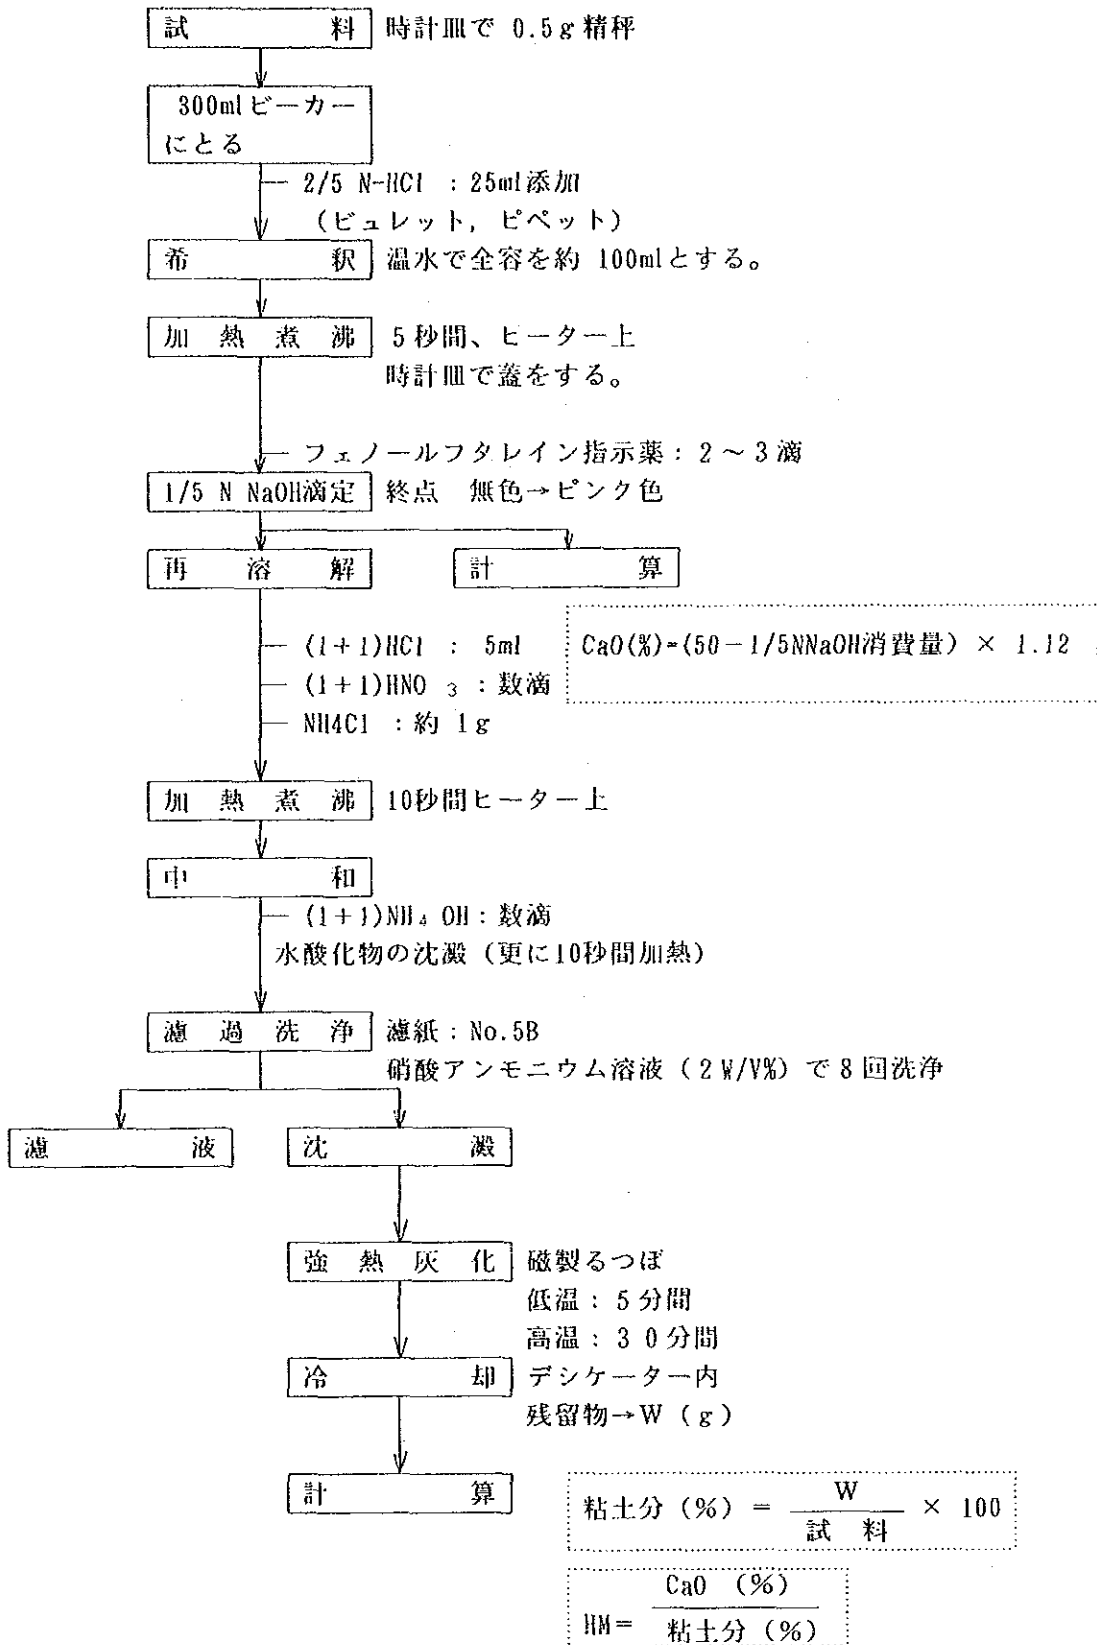 試 料 時計皿で 0.5g 精秤
300mlビーカー
にとる
2/5 N-HCl : 25ml添加
（ビュレット, ピペット）
希 釈 温水で全容を約 100mlとする。
加 熱 煮 沸 5秒間、ヒーター上
時計皿で蓋をする。
フェノールフタレイン指示薬：2～3滴
1/5 N NaOH滴定 終点 無色→ピンク色
再 溶 解 計 算
(1+1)HCl : 5ml CaO(%)=(50-1/5NNaOH消費量) × 1.12
(1+1)HNO 3 : 数滴
NH4Cl : 約 1g
加 熱 煮 沸 10秒間ヒーター上
中 和
(1+1)NH4 OH : 数滴
水酸化物の沈澱（更に10秒間加熱）
濾 過 洗 浄 濾紙：No.5B
硝酸アンモニウム溶液（2W/V%）で8回洗浄
濾 液 沈 澱
強 熱 灰 化 磁製るつぼ
低温：5分間
高温：30分間
冷 却 デシケーター内
残留物→W（g）
計 算
粘土分（%）= W / 試 料 × 100
HM= CaO （%） / 粘土分（%）